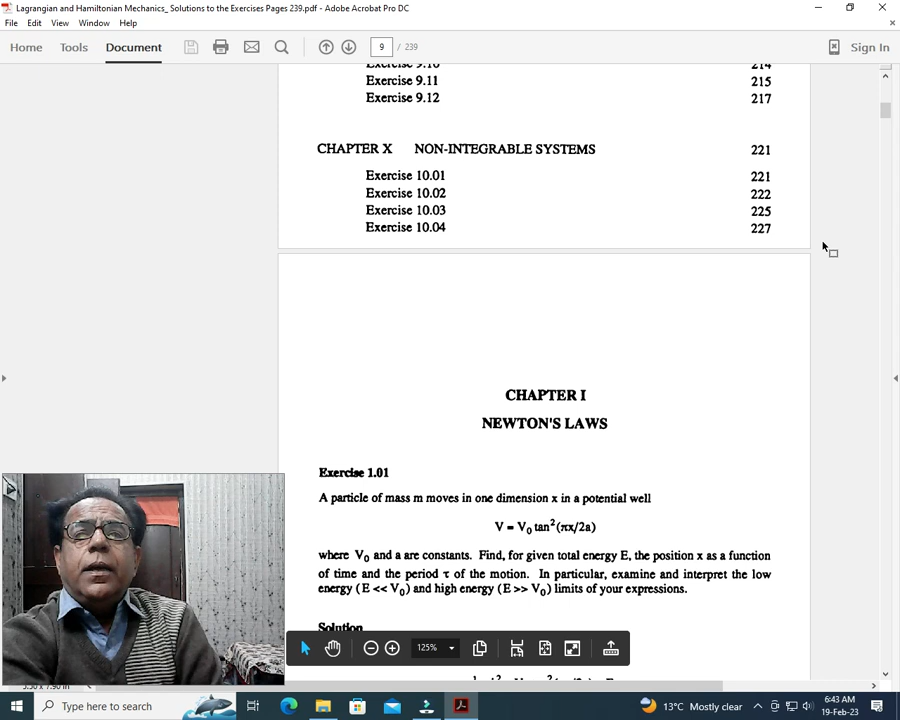 Lagrangian and Hamiltonian Mechanics_ Solutions to the Exercises Pages 239.pdf - Adobe Acrobat Pro DC
File Edit View Window Help
Home Tools Document 9 / 239 Sign In
Exercise 9.10 214
Exercise 9.11 215
Exercise 9.12 217
CHAPTER X NON-INTEGRABLE SYSTEMS 221
Exercise 10.01 221
Exercise 10.02 222
Exercise 10.03 225
Exercise 10.04 227
CHAPTER I
NEWTON'S LAWS
Exercise 1.01
A particle of mass m moves in one dimension x in a potential well
V = V₀ tan²(πx/2a)
where V₀ and a are constants. Find, for given total energy E, the position x as a function
of time and the period τ of the motion. In particular, examine and interpret the low
energy (E << V₀) and high energy (E >> V₀) limits of your expressions.
Solution
125%
Type here to search
13°C Mostly clear
6:43 AM
19-Feb-23